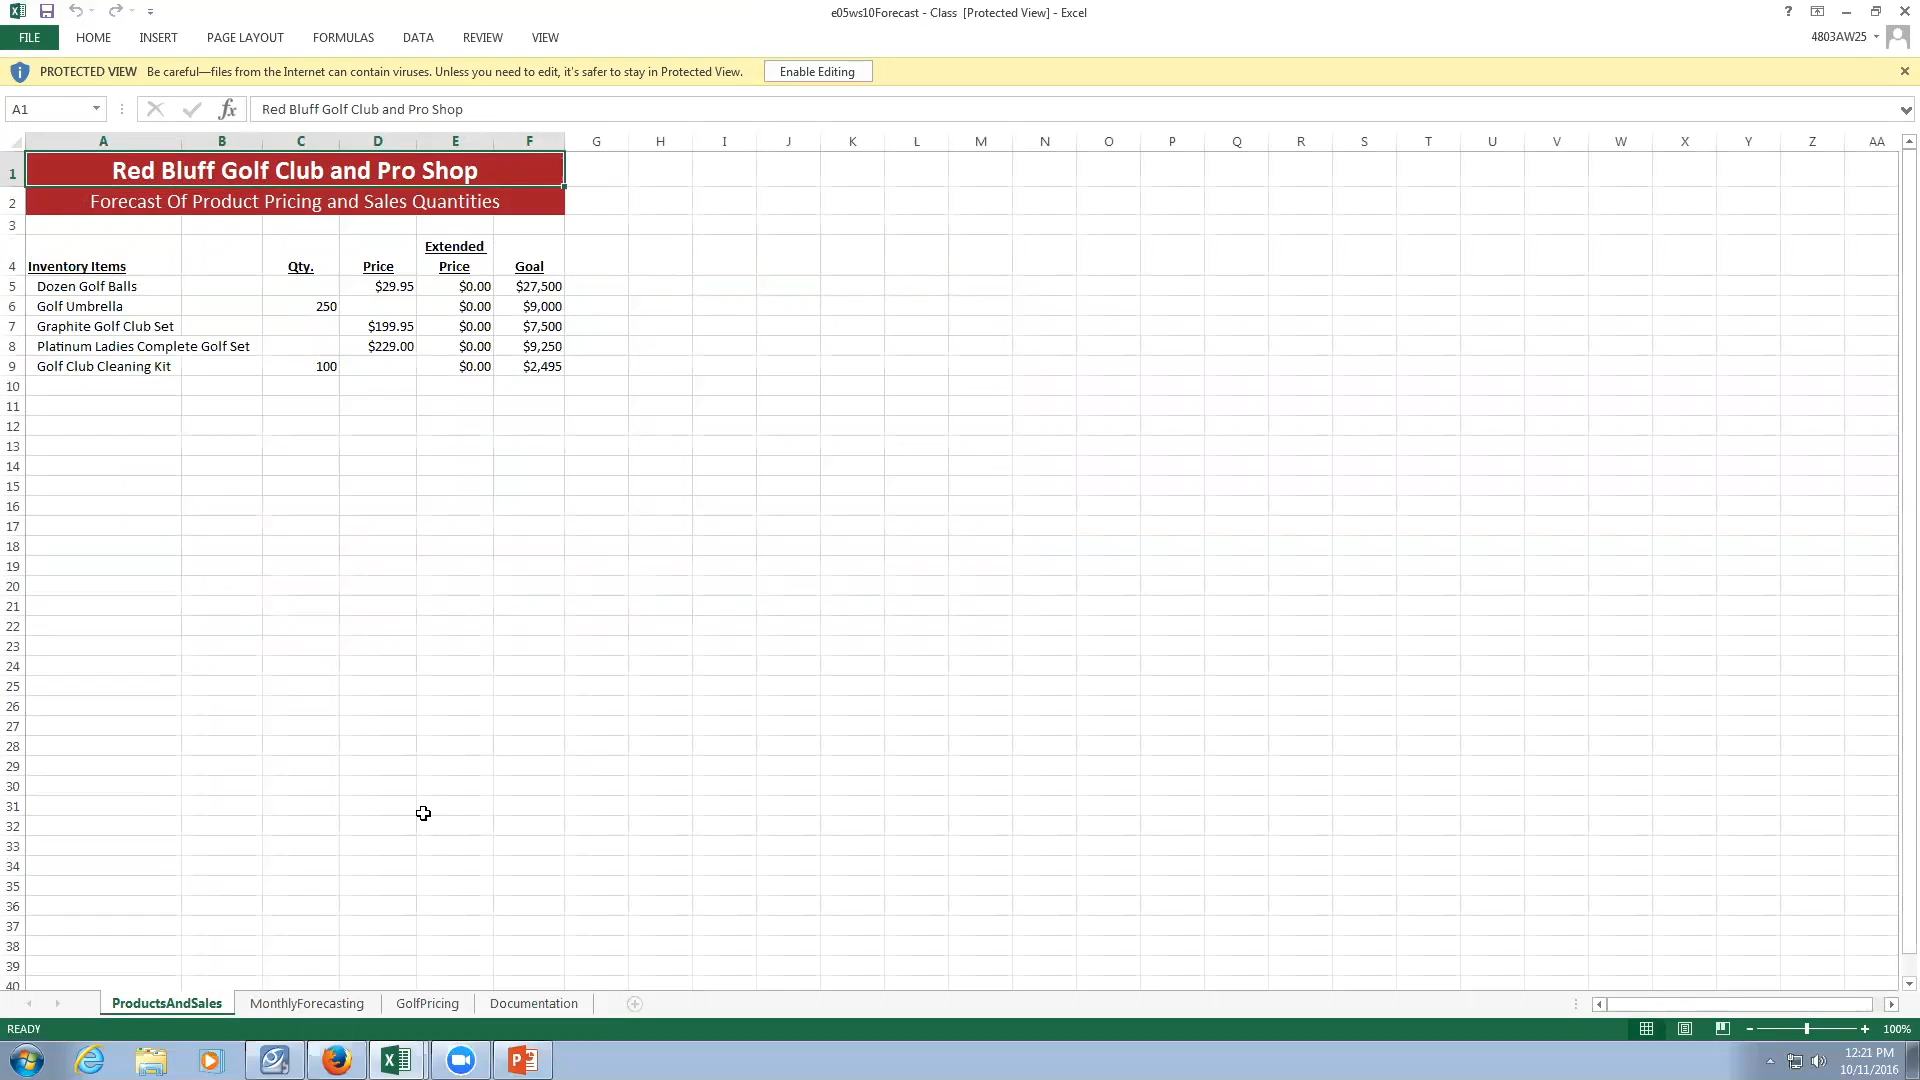 e05ws10Forecast - Class [Protected View] - Excel
?
FILE HOME INSERT PAGE LAYOUT FORMULAS DATA REVIEW VIEW
4803AW25
PROTECTED VIEW Be careful—files from the Internet can contain viruses. Unless you need to edit, it's safer to stay in Protected View. Enable Editing
A1 fx Red Bluff Golf Club and Pro Shop
A B C D E F G H I J K L M N O P Q R S T U V W X Y Z AA
1 Red Bluff Golf Club and Pro Shop
2 Forecast Of Product Pricing and Sales Quantities
3
Extended
4 Inventory Items Qty. Price Price Goal
5 Dozen Golf Balls $29.95 $0.00 $27,500
6 Golf Umbrella 250 $0.00 $9,000
7 Graphite Golf Club Set $199.95 $0.00 $7,500
8 Platinum Ladies Complete Golf Set $229.00 $0.00 $9,250
9 Golf Club Cleaning Kit 100 $0.00 $2,495
10
11
12
13
14
15
16
17
18
19
20
21
22
23
24
25
26
27
28
29
30
31
32
33
34
35
36
37
38
39
40
ProductsAndSales MonthlyForecasting GolfPricing Documentation
READY
100%
12:21 PM
10/11/2016